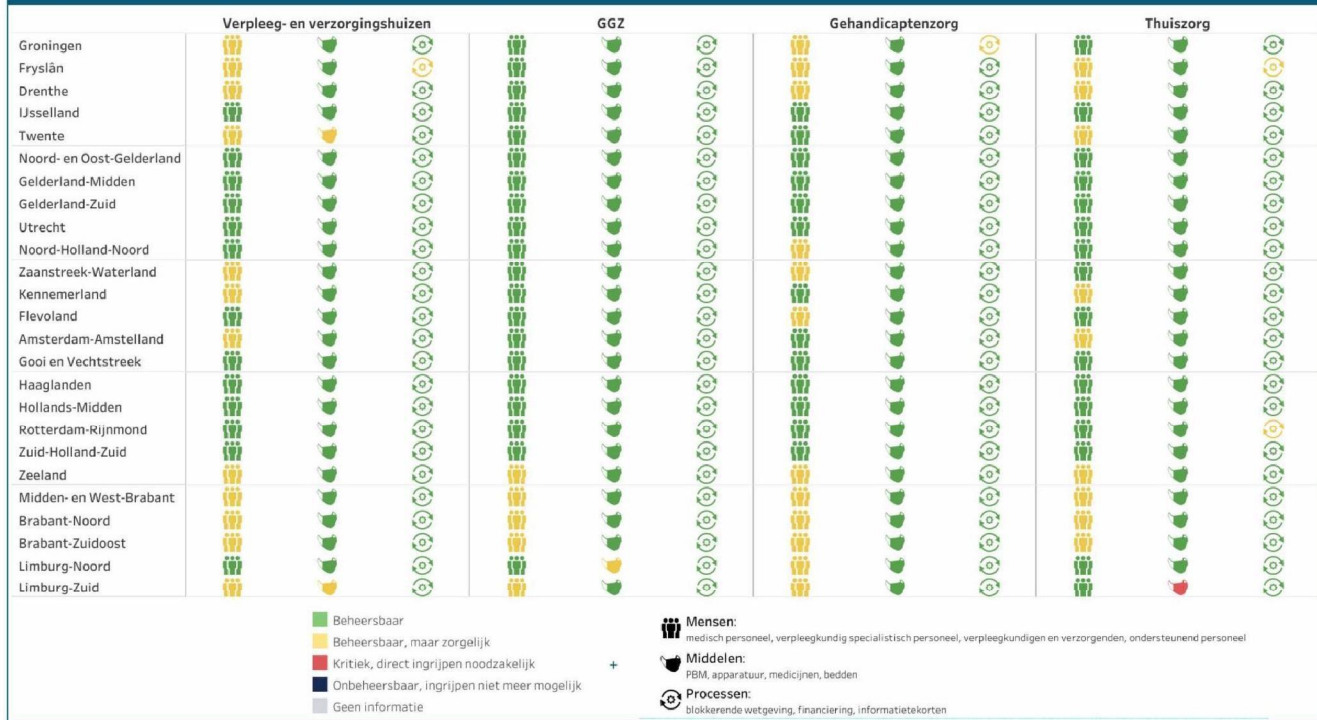 Verpleeg- en verzorgingshuizen GGZ Gehandicaptenzorg Thuiszorg
Groningen
Fryslân
Drenthe
IJsselland
Twente
Noord- en Oost-Gelderland
Gelderland-Midden
Gelderland-Zuid
Utrecht
Noord-Holland-Noord
Zaanstreek-Waterland
Kennemerland
Flevoland
Amsterdam-Amstelland
Gooi en Vechtstreek
Haaglanden
Hollands-Midden
Rotterdam-Rijnmond
Zuid-Holland-Zuid
Zeeland
Midden- en West-Brabant
Brabant-Noord
Brabant-Zuidoost
Limburg-Noord
Limburg-Zuid
Beheersbaar
Beheersbaar, maar zorgelijk
Kritiek, direct ingrijpen noodzakelijk
Onbeheersbaar, ingrijpen niet meer mogelijk
Geen informatie
+
Mensen:
medisch personeel, verpleegkundig specialistisch personeel, verpleegkundigen en verzorgenden, ondersteunend personeel
Middelen:
PBM, apparatuur, medicijnen, bedden
Processen:
blokkerende wetgeving, financiering, informatietekorten